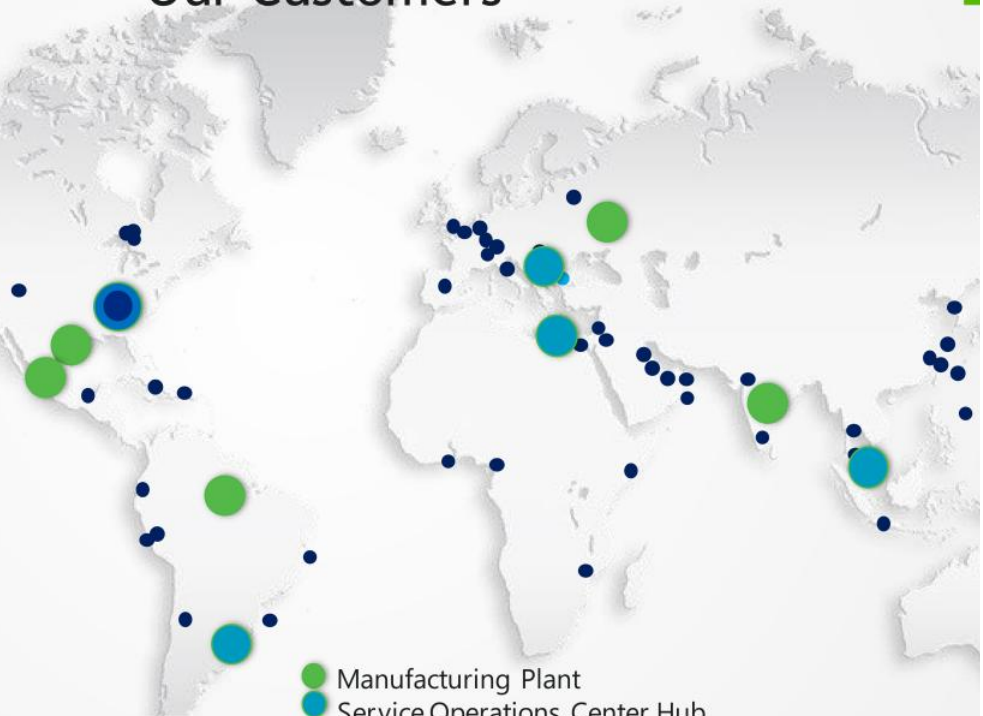 Our Customers
Manufacturing Plant
Service Operations Center Hub